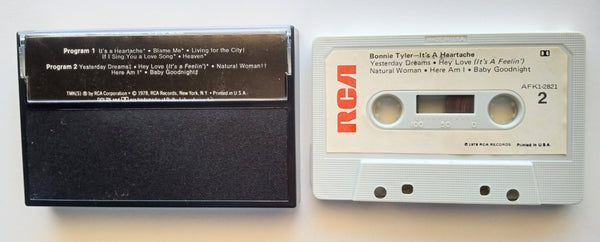 Program 1 It's a Heartache* • Blame Me* • Living for the City†
If I Sing You a Love Song* • Heaven*
Program 2 Yesterday Dreams‡ • Hey Love (It's A Feelin')* • Natural Woman††
Here Am I* • Baby Goodnight‡
TMK(S) ® by RCA Corporation • © 1978, RCA Records, New York, N.Y. • Printed in U.S.A.
Bonnie Tyler—It's A Heartache
Yesterday Dreams • Hey Love (It's A Feelin')
Natural Woman • Here Am I • Baby Goodnight
RCA
AFK1-2821
2
100 50 0
© 1978 RCA RECORDS Printed in U.S.A.